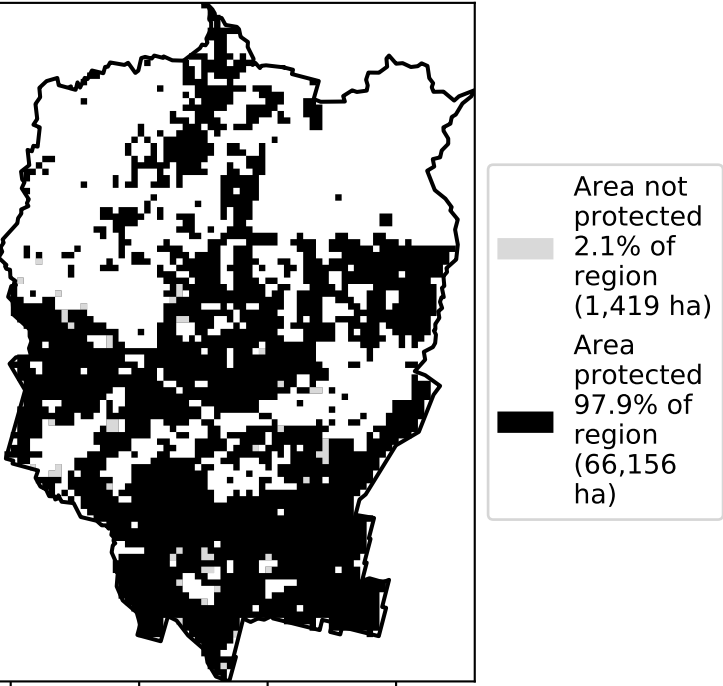 Area not
protected
2.1% of
region
(1,419 ha)
Area
protected
97.9% of
region
(66,156
ha)